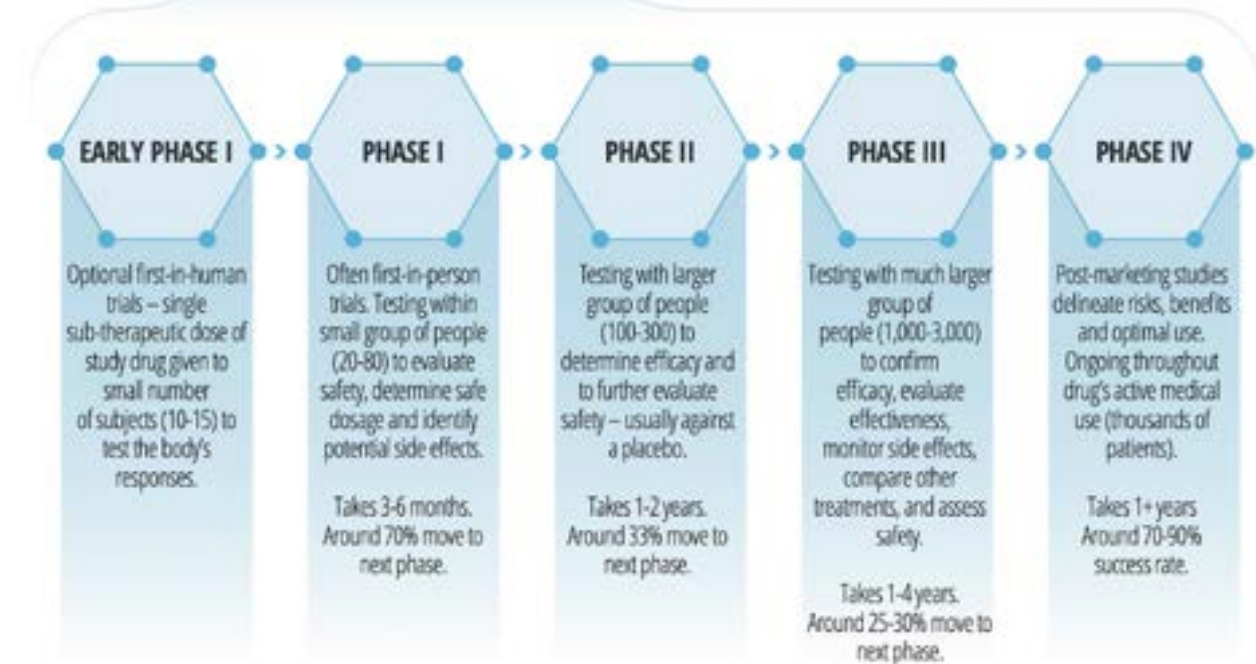 EARLY PHASE I
Optional first-in-human
trials – single
sub-therapeutic dose of
study drug given to
small number
of subjects (10-15) to
test the body's
responses.
PHASE I
Often first-in-person
trials. Testing within
small group of people
(20-80) to evaluate
safety, determine safe
dosage and identify
potential side effects.
Takes 3-6 months.
Around 70% move to
next phase.
PHASE II
Testing with larger
group of people
(100-300) to
determine efficacy and
to further evaluate
safety – usually against
a placebo.
Takes 1-2 years.
Around 33% move to
next phase.
PHASE III
Testing with much larger
group of
people (1,000-3,000)
to confirm
efficacy, evaluate
effectiveness,
monitor side effects,
compare other
treatments, and assess
safety.
Takes 1-4 years.
Around 25-30% move to
next phase.
PHASE IV
Post-marketing studies
delineate risks, benefits
and optimal use.
Ongoing throughout
drug's active medical
use (thousands of
patients).
Takes 1+ years
Around 70-90%
success rate.